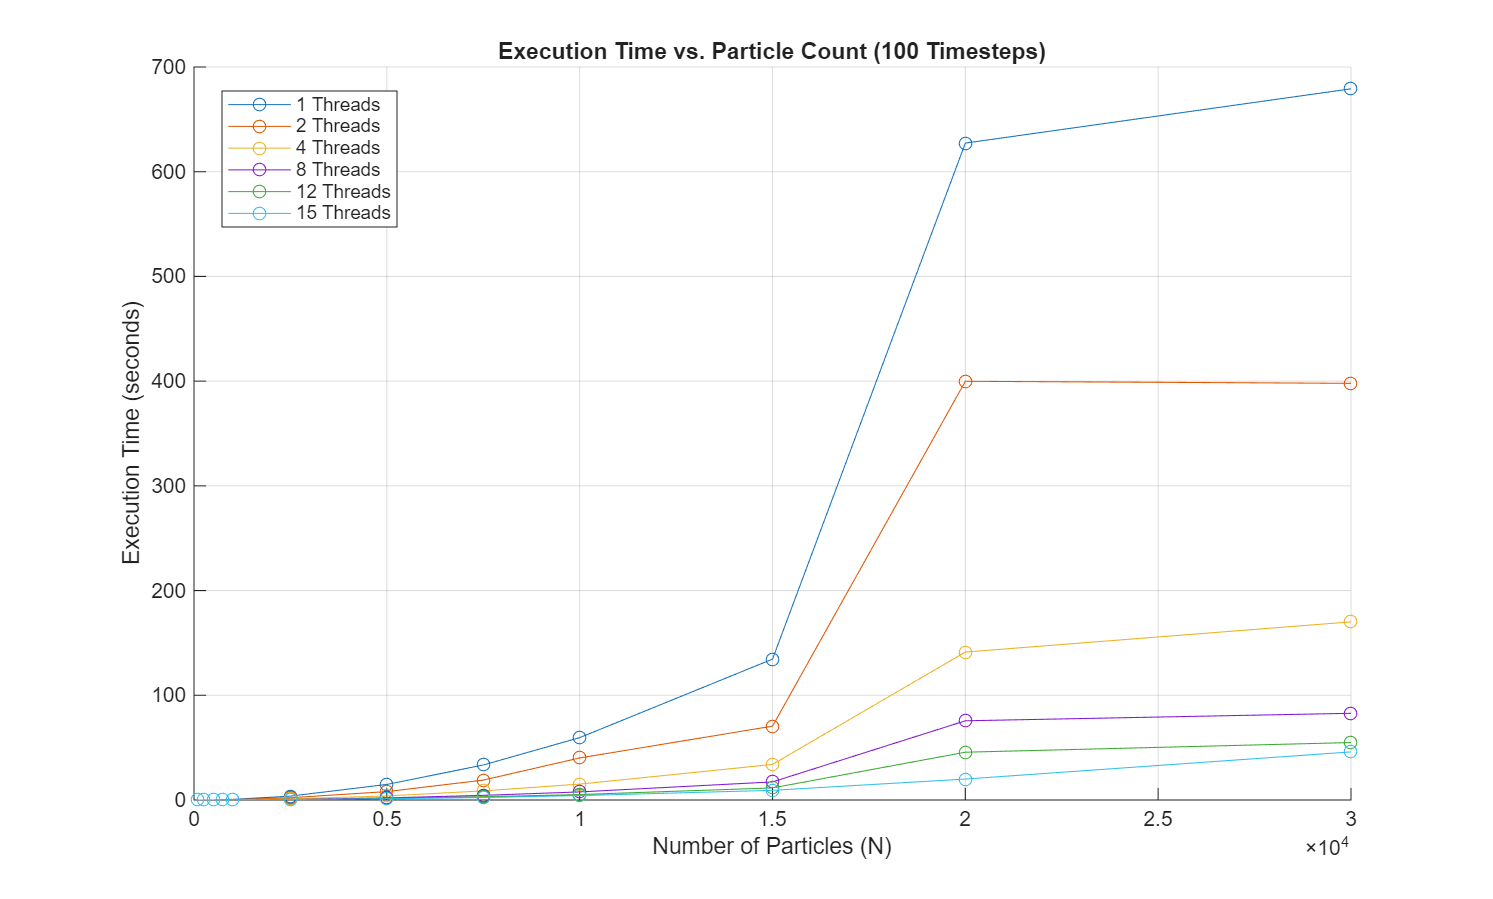 Execution Time vs. Particle Count (100 Timesteps)
700
600
500
400
300
200
100
0
Execution Time (seconds)
1 Threads
2 Threads
4 Threads
8 Threads
12 Threads
15 Threads
0 0.5 1 1.5 2 2.5 3
×10⁴
Number of Particles (N)